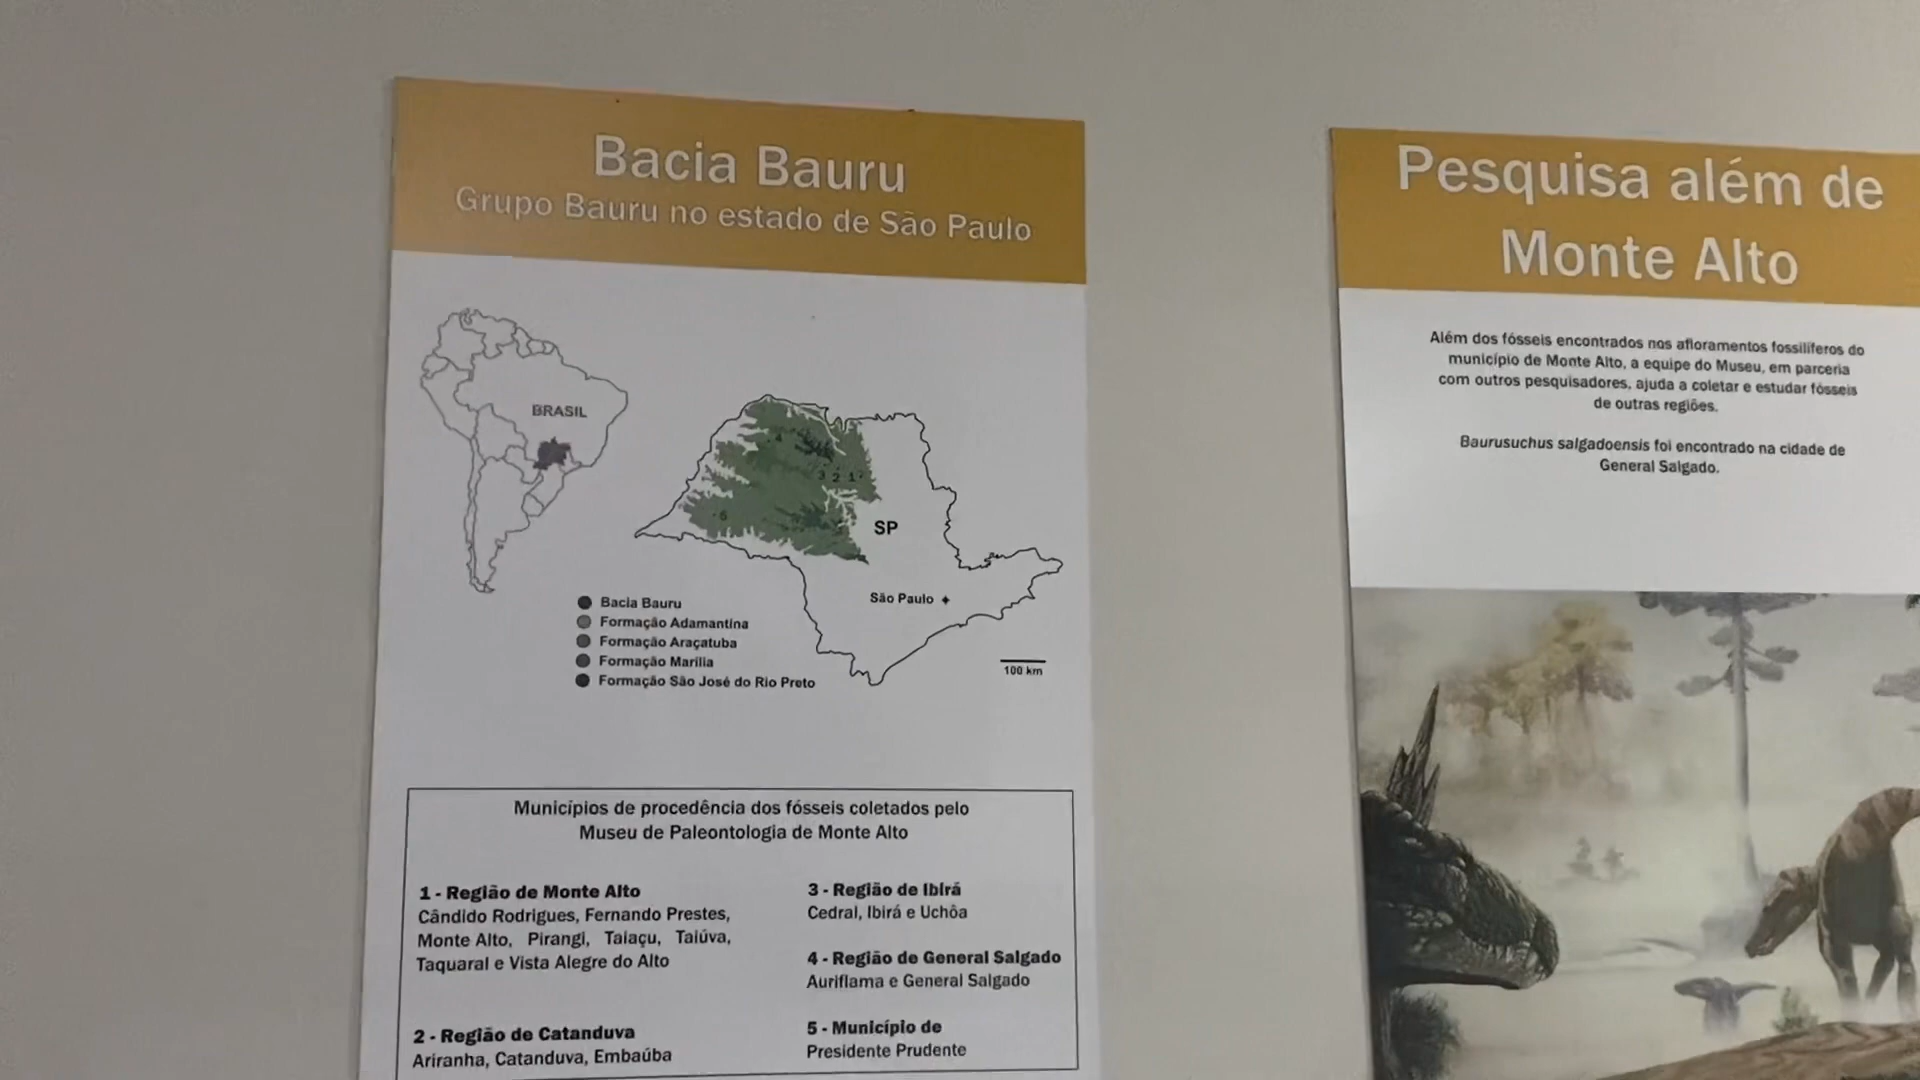 Bacia Bauru
Grupo Bauru no estado de São Paulo
BRASIL
4
3 2 1
5
SP
São Paulo
100 km
Bacia Bauru
Formação Adamantina
Formação Araçatuba
Formação Marília
Formação São José do Rio Preto
Municípios de procedência dos fósseis coletados pelo
Museu de Paleontologia de Monte Alto
1 - Região de Monte Alto
Cândido Rodrigues, Fernando Prestes,
Monte Alto, Pirangi, Taiaçu, Taiúva,
Taquaral e Vista Alegre do Alto
2 - Região de Catanduva
Ariranha, Catanduva, Embaúba
3 - Região de Ibirá
Cedral, Ibirá e Uchôa
4 - Região de General Salgado
Auriflama e General Salgado
5 - Município de
Presidente Prudente
Pesquisa além de
Monte Alto
Além dos fósseis encontrados nos afloramentos fossilíferos do
município de Monte Alto, a equipe do Museu, em parceria
com outros pesquisadores, ajuda a coletar e estudar fósseis
de outras regiões.
Baurusuchus salgadoensis foi encontrado na cidade de
General Salgado.